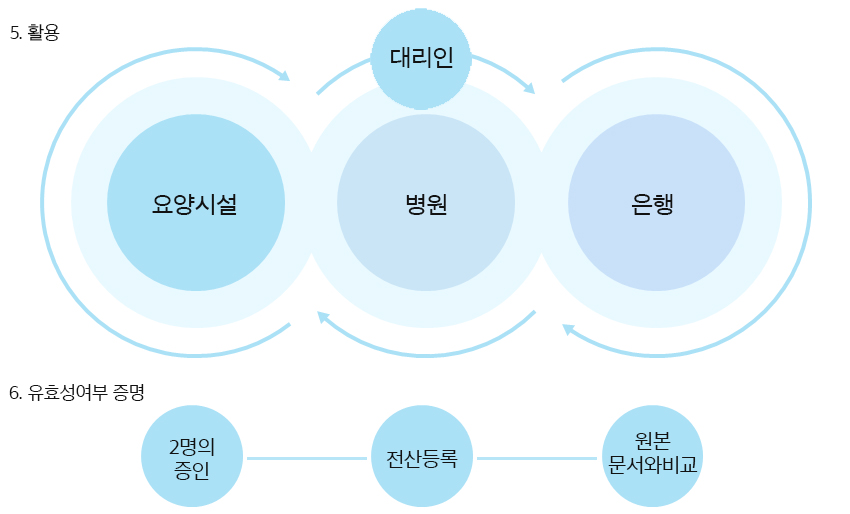 5. 활용
대리인
요양시설
병원
은행
6. 유효성여부 증명
2명의
증인
전산등록
원본
문서와비교